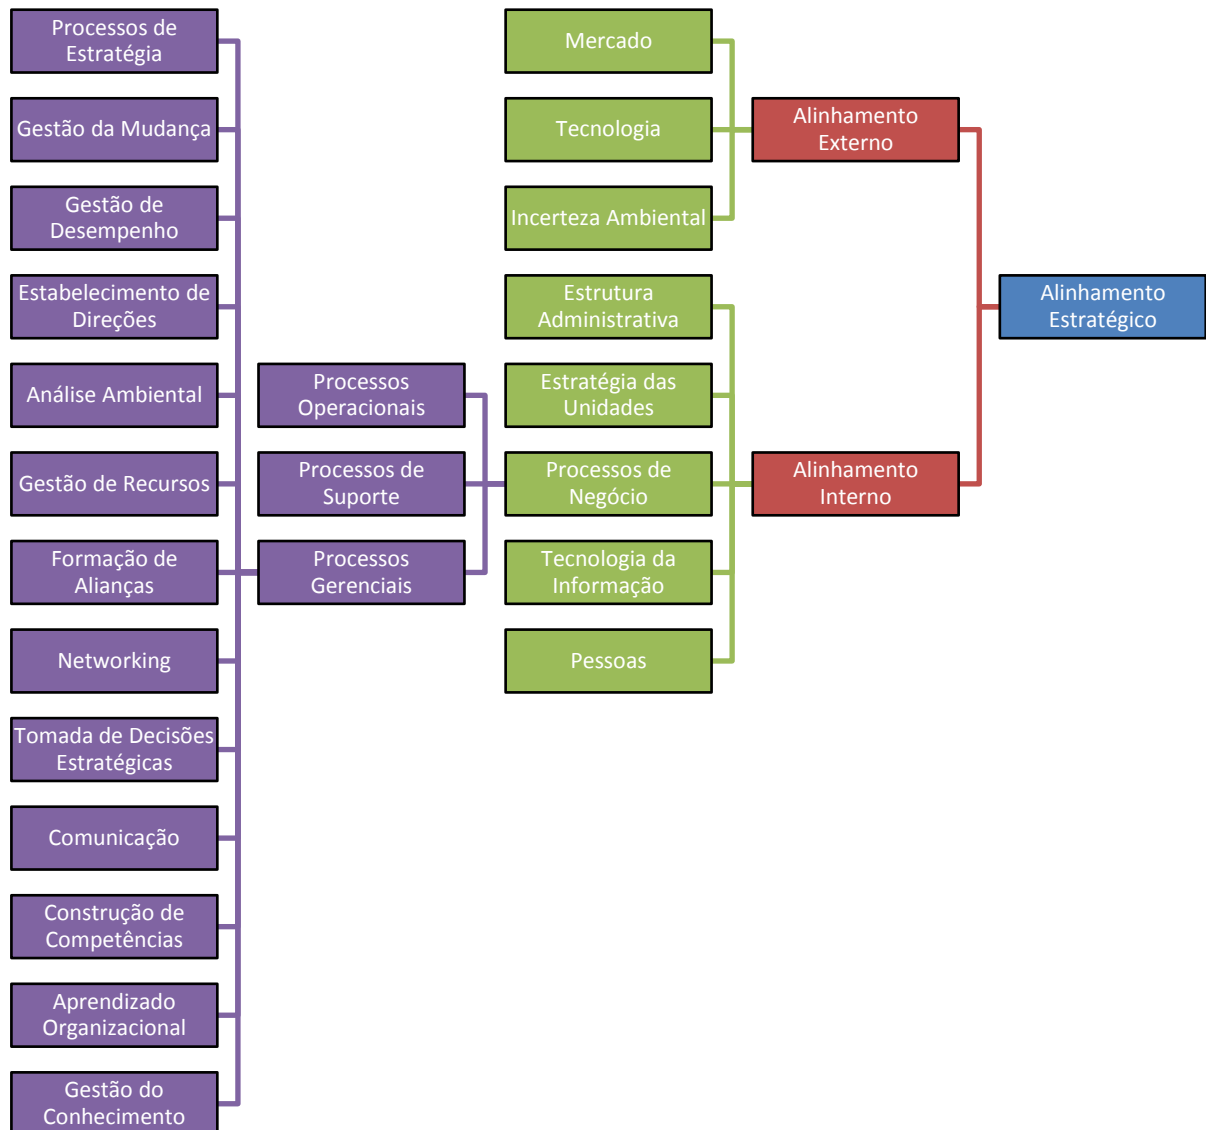 Processos de
Estratégia
Mercado
Gestão da Mudança
Tecnologia
Alinhamento
Externo
Gestão de
Desempenho
Incerteza Ambiental
Estabelecimento de
Direções
Estrutura
Administrativa
Alinhamento
Estratégico
Análise Ambiental
Processos
Operacionais
Estratégia das
Unidades
Gestão de Recursos
Processos de
Suporte
Processos de
Negócio
Alinhamento
Interno
Formação de
Alianças
Processos
Gerenciais
Tecnologia da
Informação
Networking
Pessoas
Tomada de Decisões
Estratégicas
Comunicação
Construção de
Competências
Aprendizado
Organizacional
Gestão do
Conhecimento